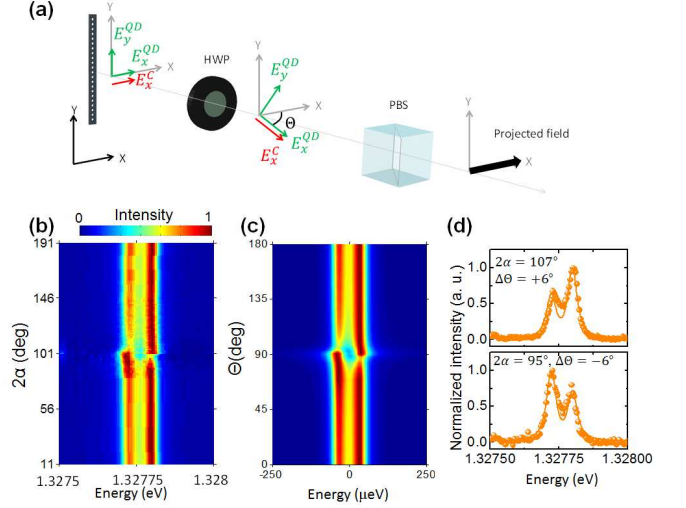 (a)
Y
E_y^{QD}
E_x^{QD}
X
E_x^C
Y
X
HWP
Y
E_y^{QD}
X
Θ
E_x^{QD}
E_x^C
PBS
Y
Projected field
X
(b)
Intensity
0 1
191
146
101
56
11
2α (deg)
1.32775 1.32775 1.328
Energy (eV)
(c)
180
135
90
45
0
Θ(deg)
-250 0 250
Energy (μeV)
(d)
Normalized intensity (a. u.)
1.0
0.5
0.0
2α = 107°
ΔΘ = +6°
1.0
0.5
0.0
2α = 95°, ΔΘ = −6°
1.32750 1.32775 1.32800
Energy (eV)